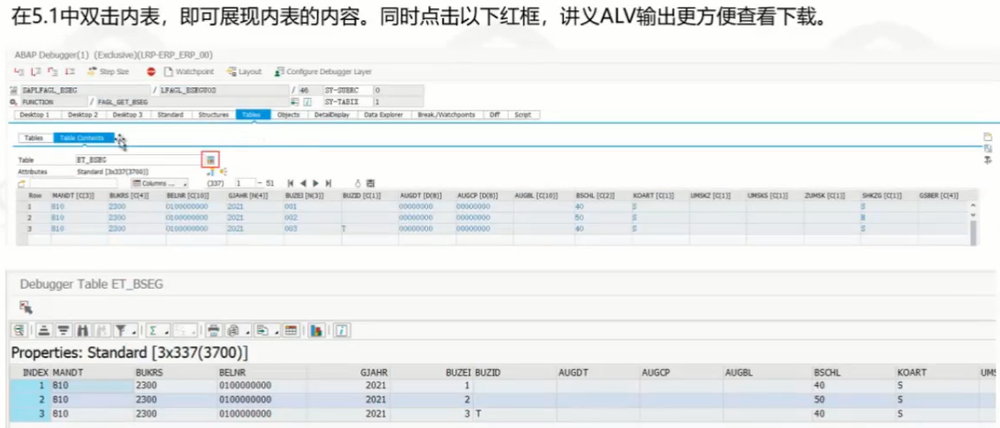 在5.1中双击内表，即可展现内表的内容。同时点击以下红框，讲义ALV输出更方便查看下载。
ABAP Debugger(1) (Exclusive)(LRP-ERP_ERP_00)
Step Size Watchpoint Layout Configure Debugger Layer
SAPLFAGL_BSEG / LFAGL_BSEGU03 / 46 SY-SUBRC 0
FUNCTION / FAGL_GET_BSEG SY-TABIX 1
Desktop 1 Desktop 2 Desktop 3 Standard Structures Tables Objects DetailDisplay Data Explorer Break./Watchpoints Diff Script
Tables Table Contents
Table ET_BSEG
Attributes Standard [3x337(3700)]
Columns ... (337) 1 - 51
Row MANDT [C(3)] BUKRS [C(4)] BELNR [C(10)] GJAHR [N(4)] BUZEI [N(3)] BUZID [C(1)] AUGDT [D(8)] AUGCP [D(8)] AUGBL [C(10)] BSCHL [C(2)] KOART [C(1)] UMSKZ [C(1)] UMSKS [C(1)] ZUMSK [C(1)] SHKZG [C(1)] GSBER [C(4)]
1 810 2300 0100000000 2021 001 00000000 00000000 40 S S
2 810 2300 0100000000 2021 002 00000000 00000000 50 S H
3 810 2300 0100000000 2021 003 T 00000000 00000000 40 S S
Debugger Table ET_BSEG
Properties: Standard [3x337(3700)]
INDEX MANDT BUKRS BELNR GJAHR BUZEI BUZID AUGDT AUGCP AUGBL BSCHL KOART UMS
1 810 2300 0100000000 2021 1 40 S
2 810 2300 0100000000 2021 2 50 S
3 810 2300 0100000000 2021 3 T 40 S